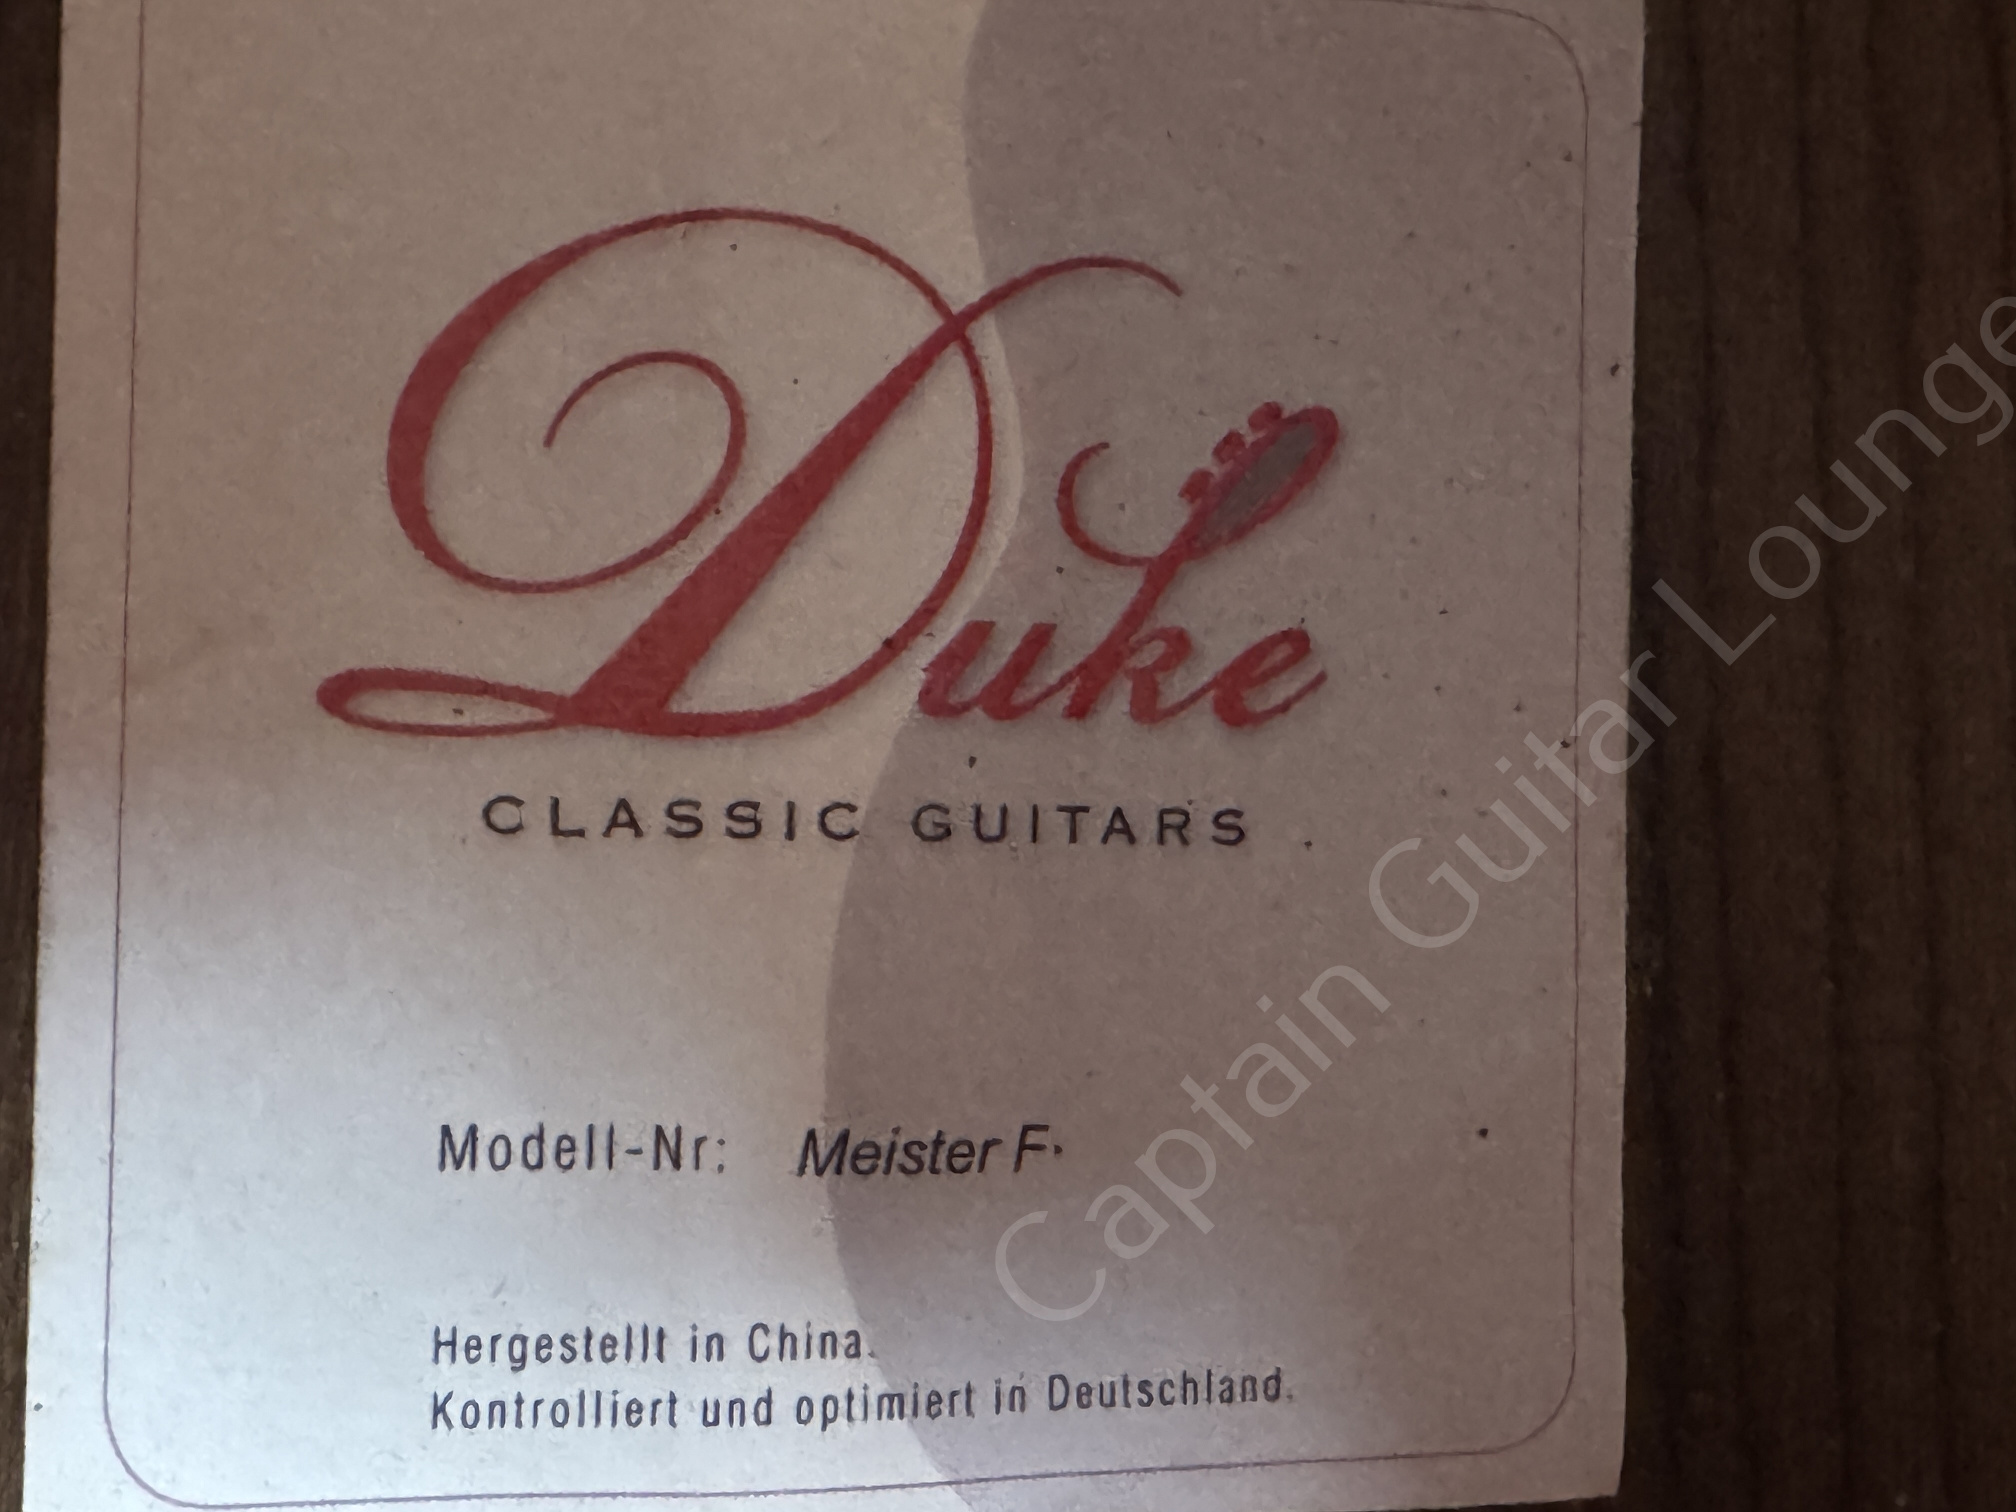 Duke
CLASSIC GUITARS
Modell-Nr: Meister F
Hergestellt in China.
Kontrolliert und optimiert in Deutschland.
Captain Guitar Lounge